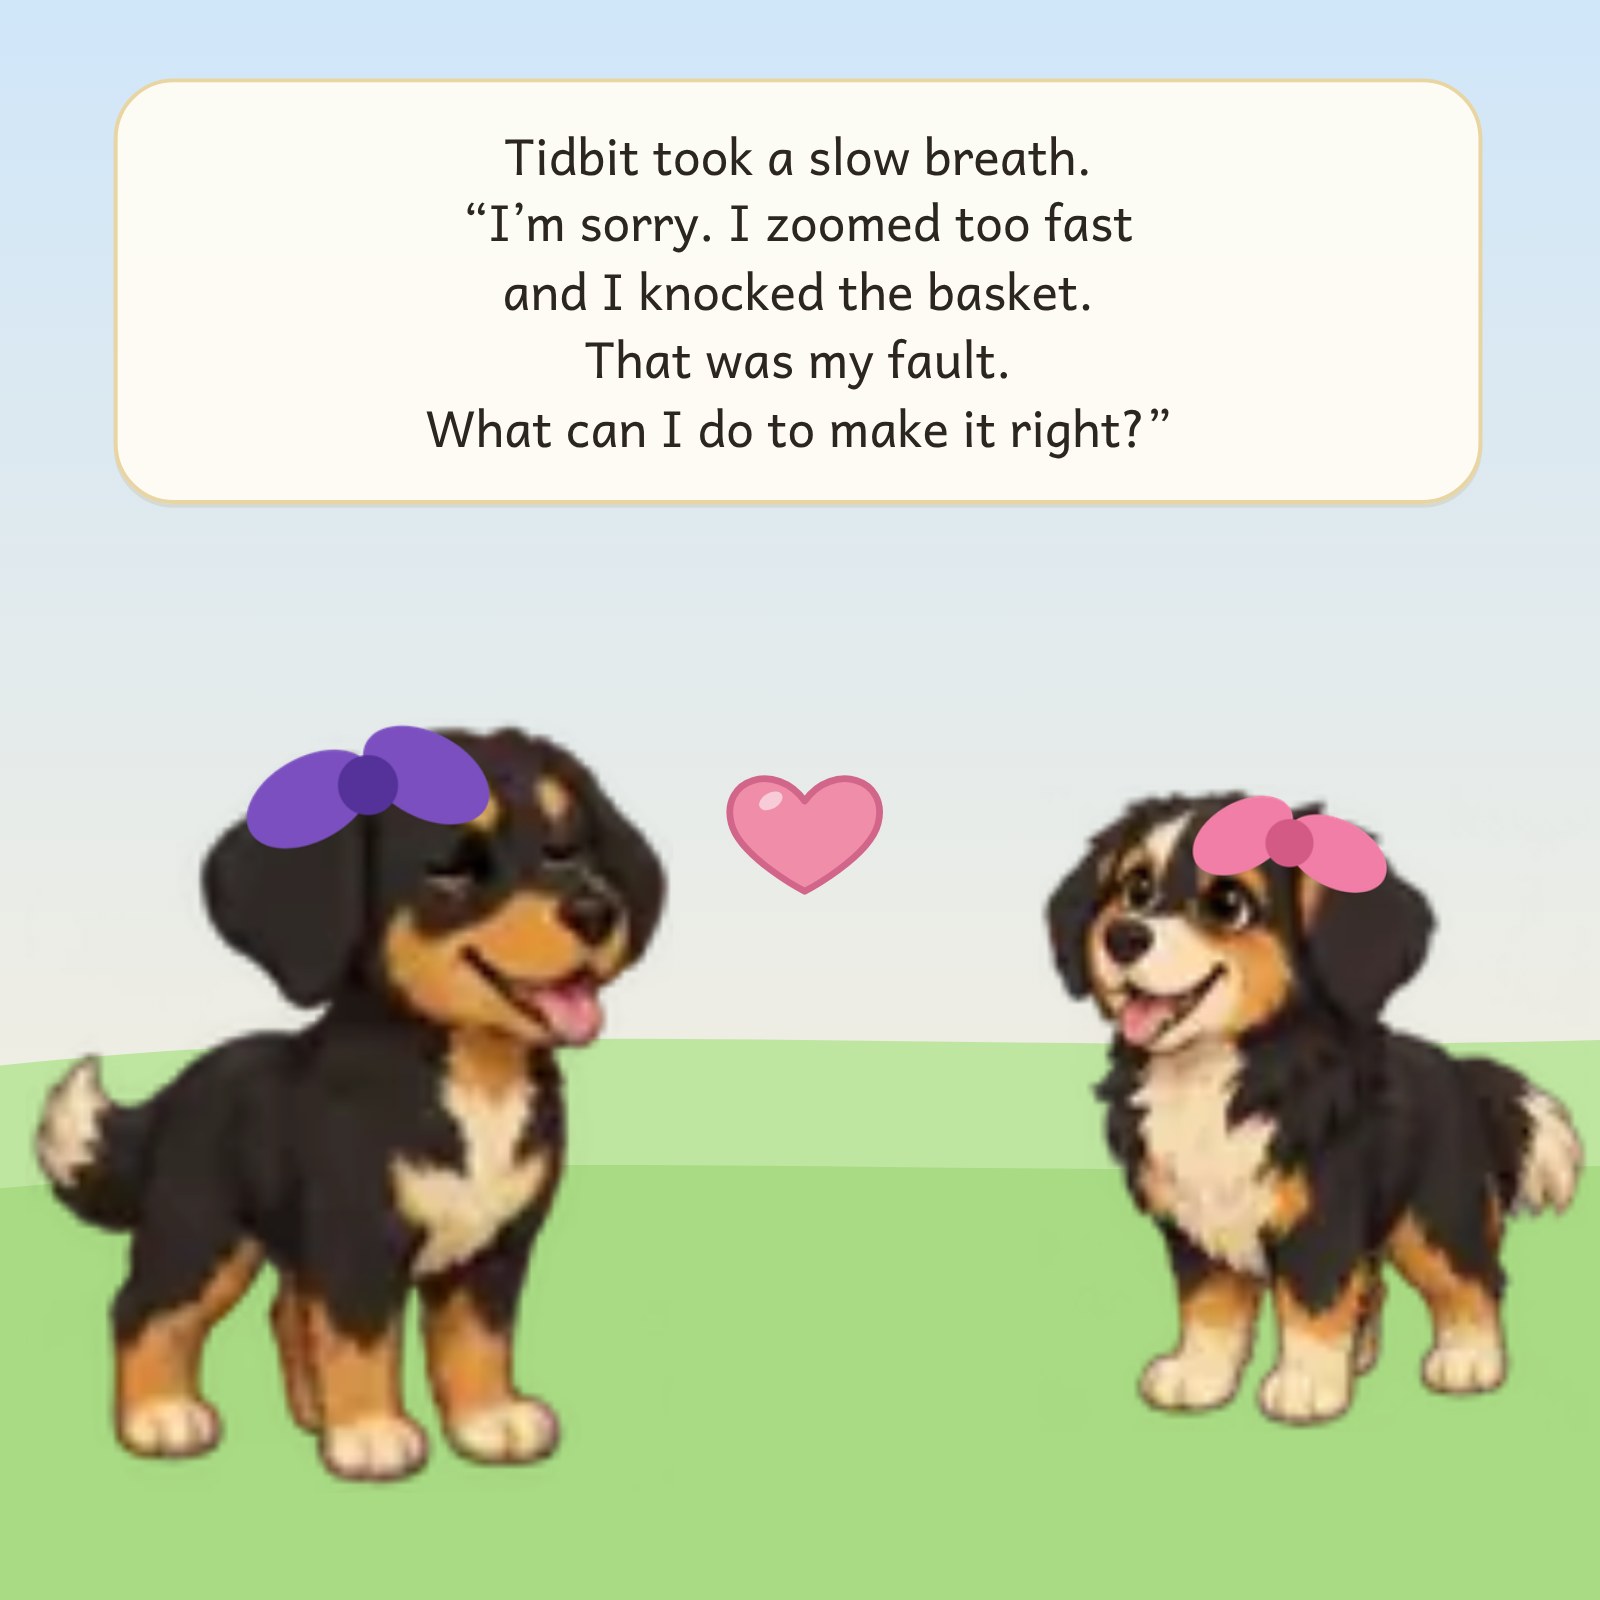 Tidbit took a slow breath.
“I’m sorry. I zoomed too fast
and I knocked the basket.
That was my fault.
What can I do to make it right?”